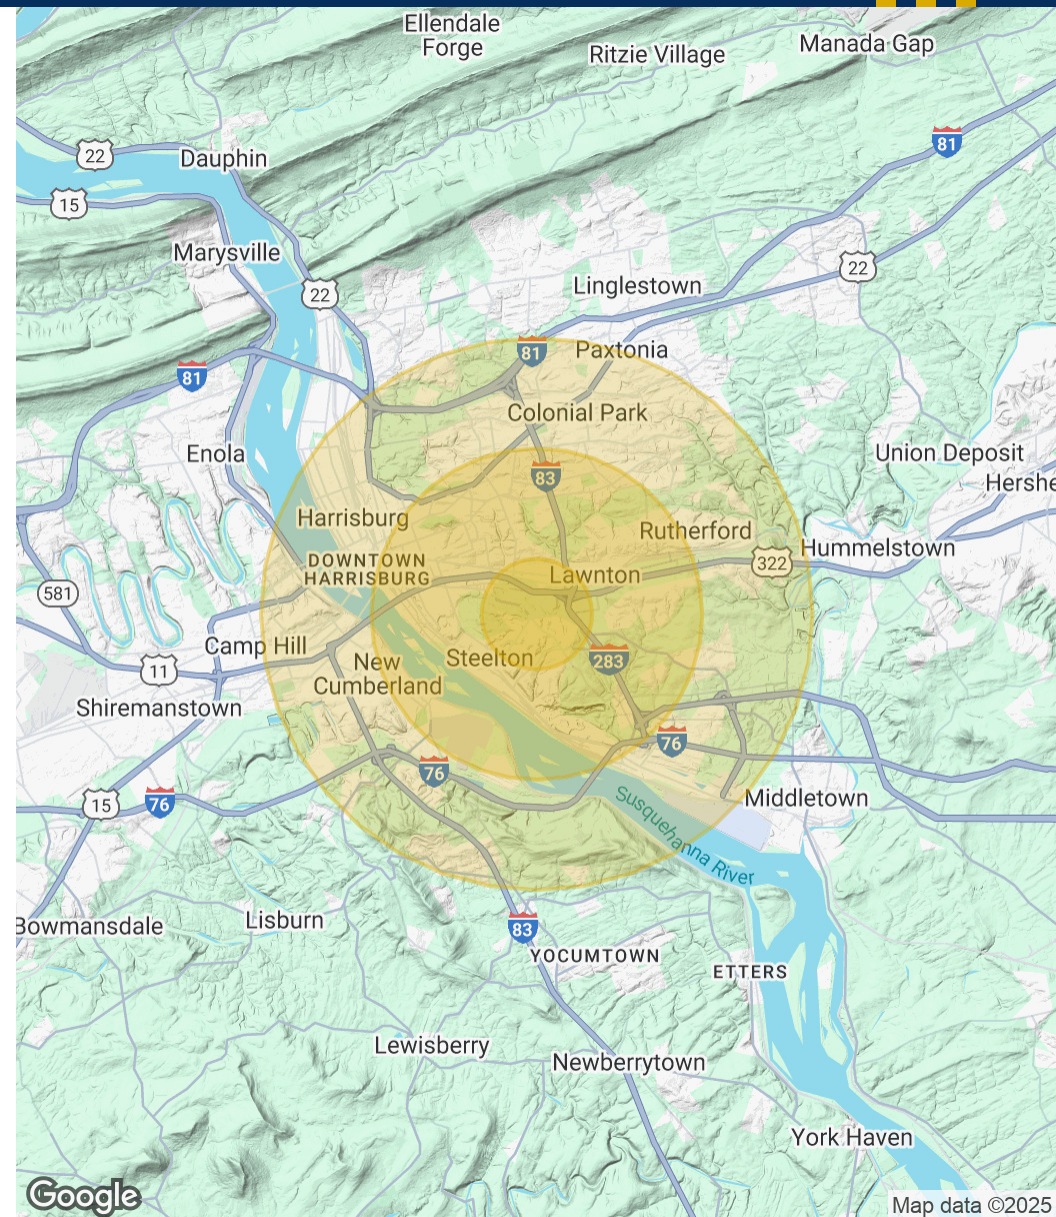 Ellendale
Forge
Ritzie Village
Manada Gap
81
22
Dauphin
15
Marysville
22
22
Linglestown
81
Paxtonia
81
Colonial Park
Enola
Union Deposit
83
Hershe
Harrisburg
Rutherford
Hummelstown
DOWNTOWN
HARRISBURG
322
Lawnton
581
Camp Hill
11
New
Cumberland
Steelton
283
Shiremanstown
76
76
15
76
Middletown
Susquehanna River
Bowmansdale
Lisburn
83
YOCUMTOWN
ETTERS
Lewisberry
Newberrytown
York Haven
Google
Map data ©2025